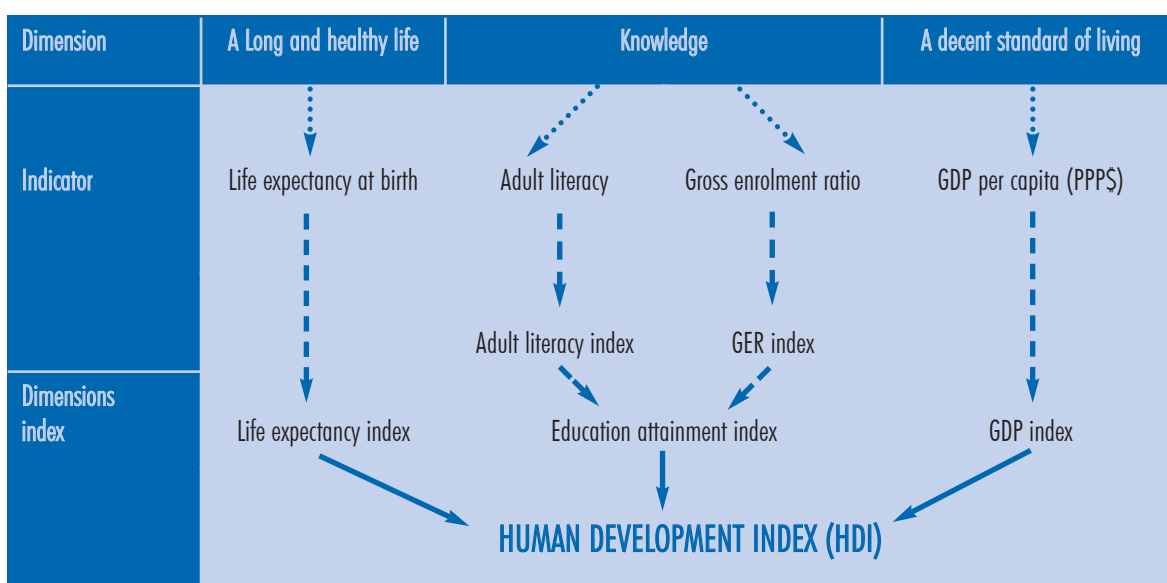 Dimension
A Long and healthy life
Knowledge
A decent standard of living
Indicator
Life expectancy at birth
Adult literacy
Gross enrolment ratio
GDP per capita (PPP$)
Adult literacy index
GER index
Dimensions
index
Life expectancy index
Education attainment index
GDP index
HUMAN DEVELOPMENT INDEX (HDI)